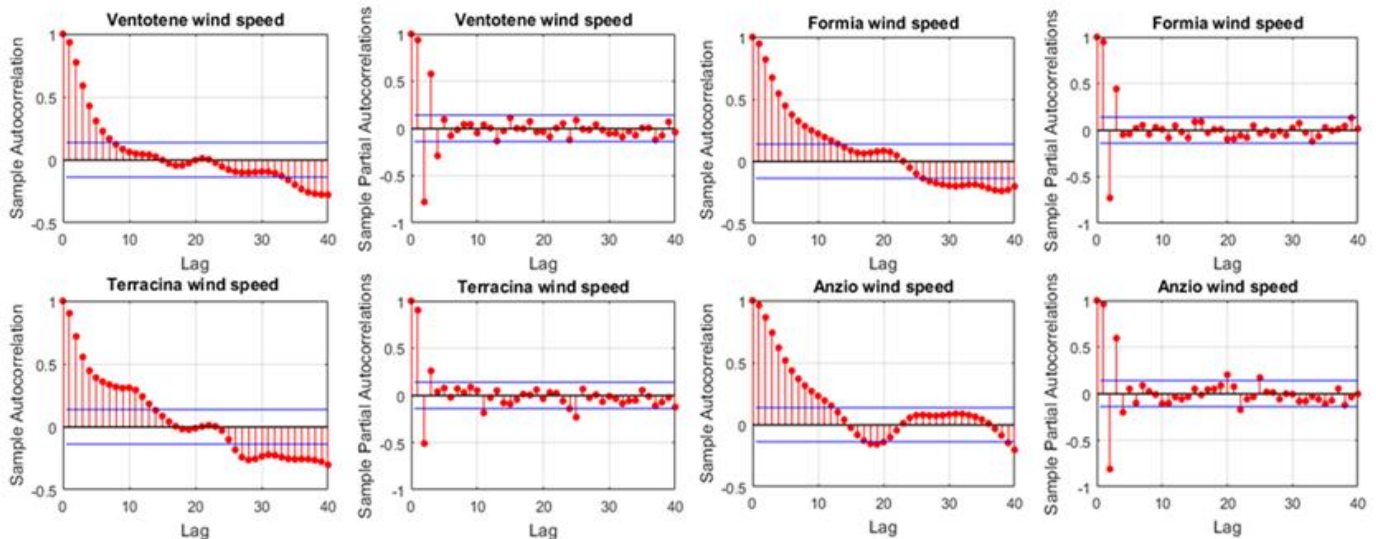 Ventotene wind speed
Sample Autocorrelation
1
0.5
0
-0.5
0 10 20 30 40
Lag
Ventotene wind speed
Sample Partial Autocorrelations
1
0.5
0
-0.5
-1
0 10 20 30 40
Lag
Formia wind speed
Sample Autocorrelation
1
0.5
0
-0.5
0 10 20 30 40
Lag
Formia wind speed
Sample Partial Autocorrelations
1
0.5
0
-0.5
-1
0 10 20 30 40
Lag
Terracina wind speed
Sample Autocorrelation
1
0.5
0
-0.5
0 10 20 30 40
Lag
Terracina wind speed
Sample Partial Autocorrelations
1
0.5
0
-0.5
-1
0 10 20 30 40
Lag
Anzio wind speed
Sample Autocorrelation
1
0.5
0
-0.5
0 10 20 30 40
Lag
Anzio wind speed
Sample Partial Autocorrelations
1
0.5
0
-0.5
-1
0 10 20 30 40
Lag